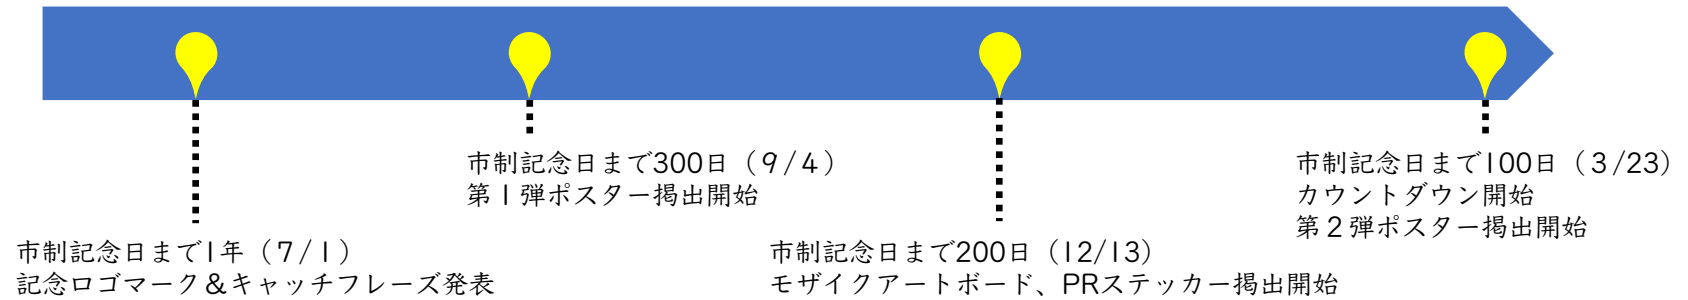 市制記念日まで1年（７/１）
記念ロゴマーク＆キャッチフレーズ発表
市制記念日まで300日（９/４）
第１弾ポスター掲出開始
市制記念日まで200日（12/13）
モザイクアートボード、PRステッカー掲出開始
市制記念日まで100日（３/23）
カウントダウン開始
第２弾ポスター掲出開始